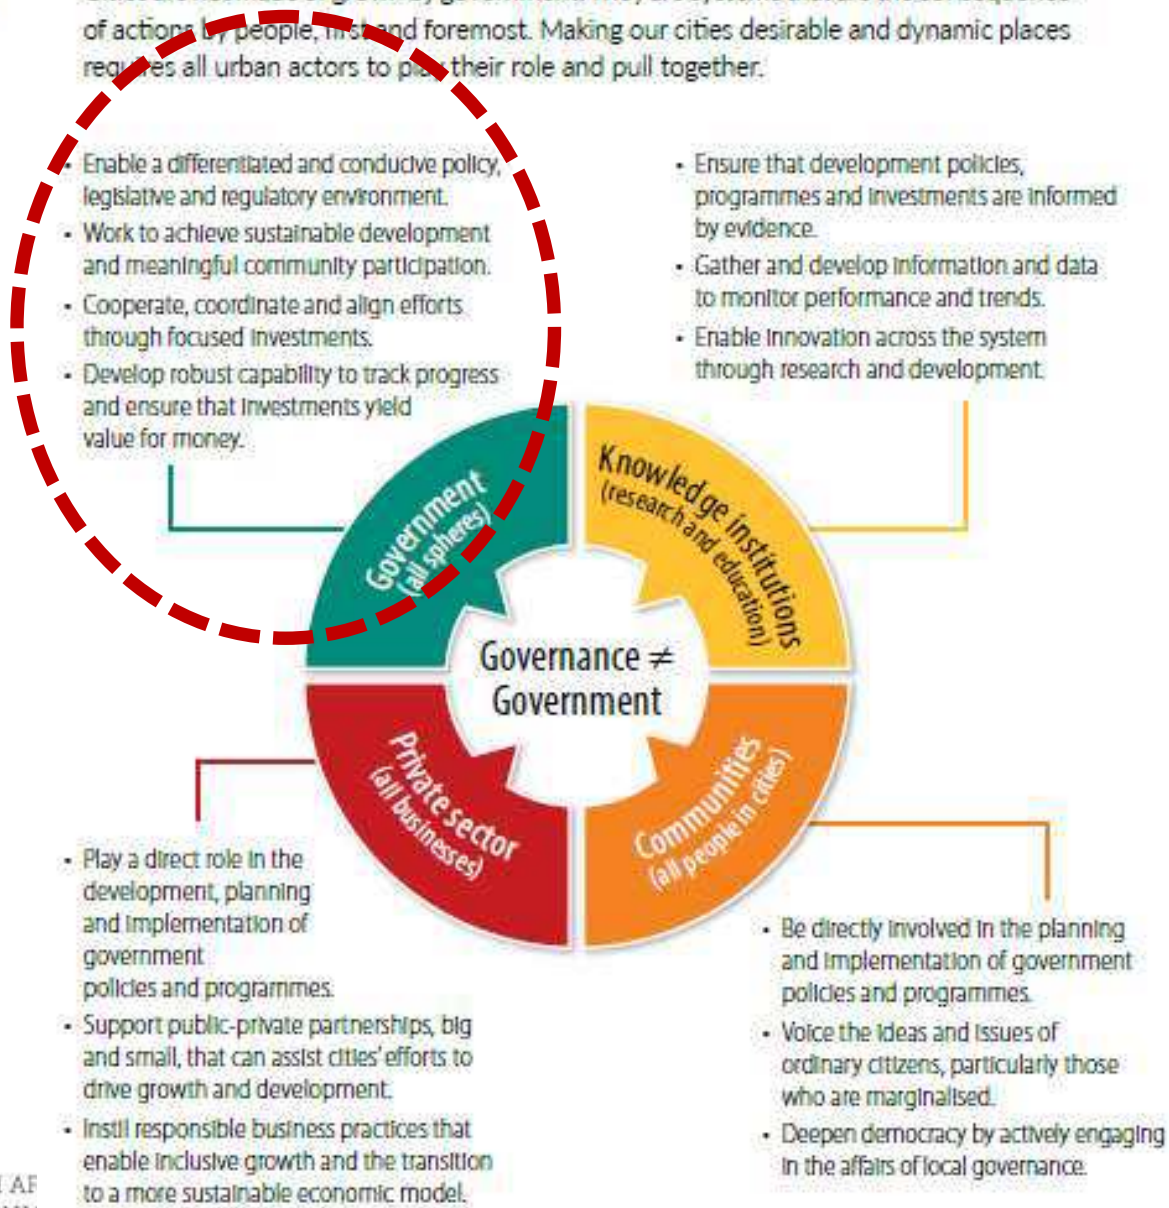 of actions by people, first and foremost. Making our cities desirable and dynamic places
requires all urban actors to play their role and pull together.
• Enable a differentiated and conducive policy,
legislative and regulatory environment.
• Work to achieve sustainable development
and meaningful community participation.
• Cooperate, coordinate and align efforts
through focused investments.
• Develop robust capability to track progress
and ensure that investments yield
value for money.
• Ensure that development policies,
programmes and investments are informed
by evidence.
• Gather and develop information and data
to monitor performance and trends.
• Enable innovation across the system
through research and development.
Government
(all spheres)
Knowledge institutions
(research and education)
Governance ≠
Government
Private sector
(all businesses)
Communities
(all people in cities)
• Play a direct role in the
development, planning
and implementation of
government
policies and programmes.
• Support public-private partnerships, big
and small, that can assist cities' efforts to
drive growth and development.
• Instil responsible business practices that
enable inclusive growth and the transition
to a more sustainable economic model.
• Be directly involved in the planning
and implementation of government
policies and programmes.
• Voice the ideas and issues of
ordinary citizens, particularly those
who are marginalised.
• Deepen democracy by actively engaging
in the affairs of local governance.
AF